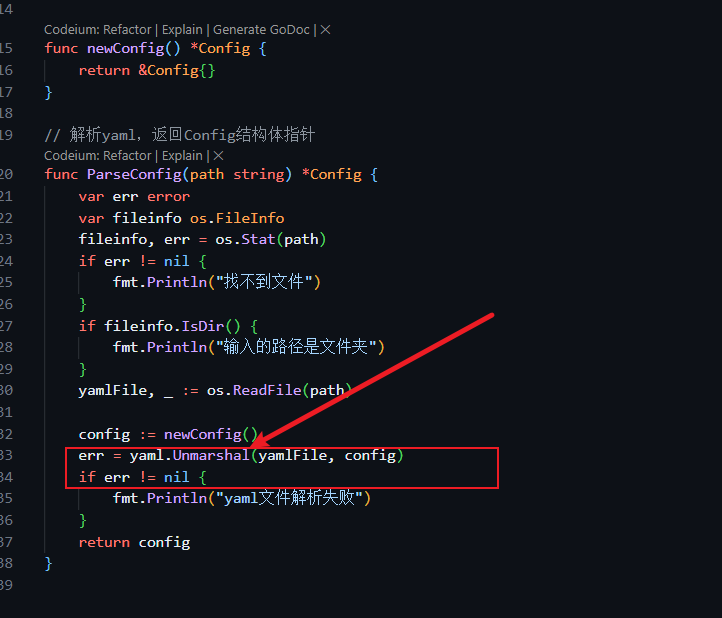 14
Codeium: Refactor | Explain | Generate GoDoc | ×
15 func newConfig() *Config {
16 return &Config{}
17 }
18
19 // 解析yaml, 返回Config结构体指针
Codeium: Refactor | Explain | ×
20 func ParseConfig(path string) *Config {
21 var err error
22 var fileinfo os.FileInfo
23 fileinfo, err = os.Stat(path)
24 if err != nil {
25 fmt.Println("找不到文件")
26 }
27 if fileinfo.IsDir() {
28 fmt.Println("输入的路径是文件夹")
29 }
30 yamlFile, _ := os.ReadFile(path)
31
32 config := newConfig()
33 err = yaml.Unmarshal(yamlFile, config)
34 if err != nil {
35 fmt.Println("yaml文件解析失败")
36 }
37 return config
38 }
39